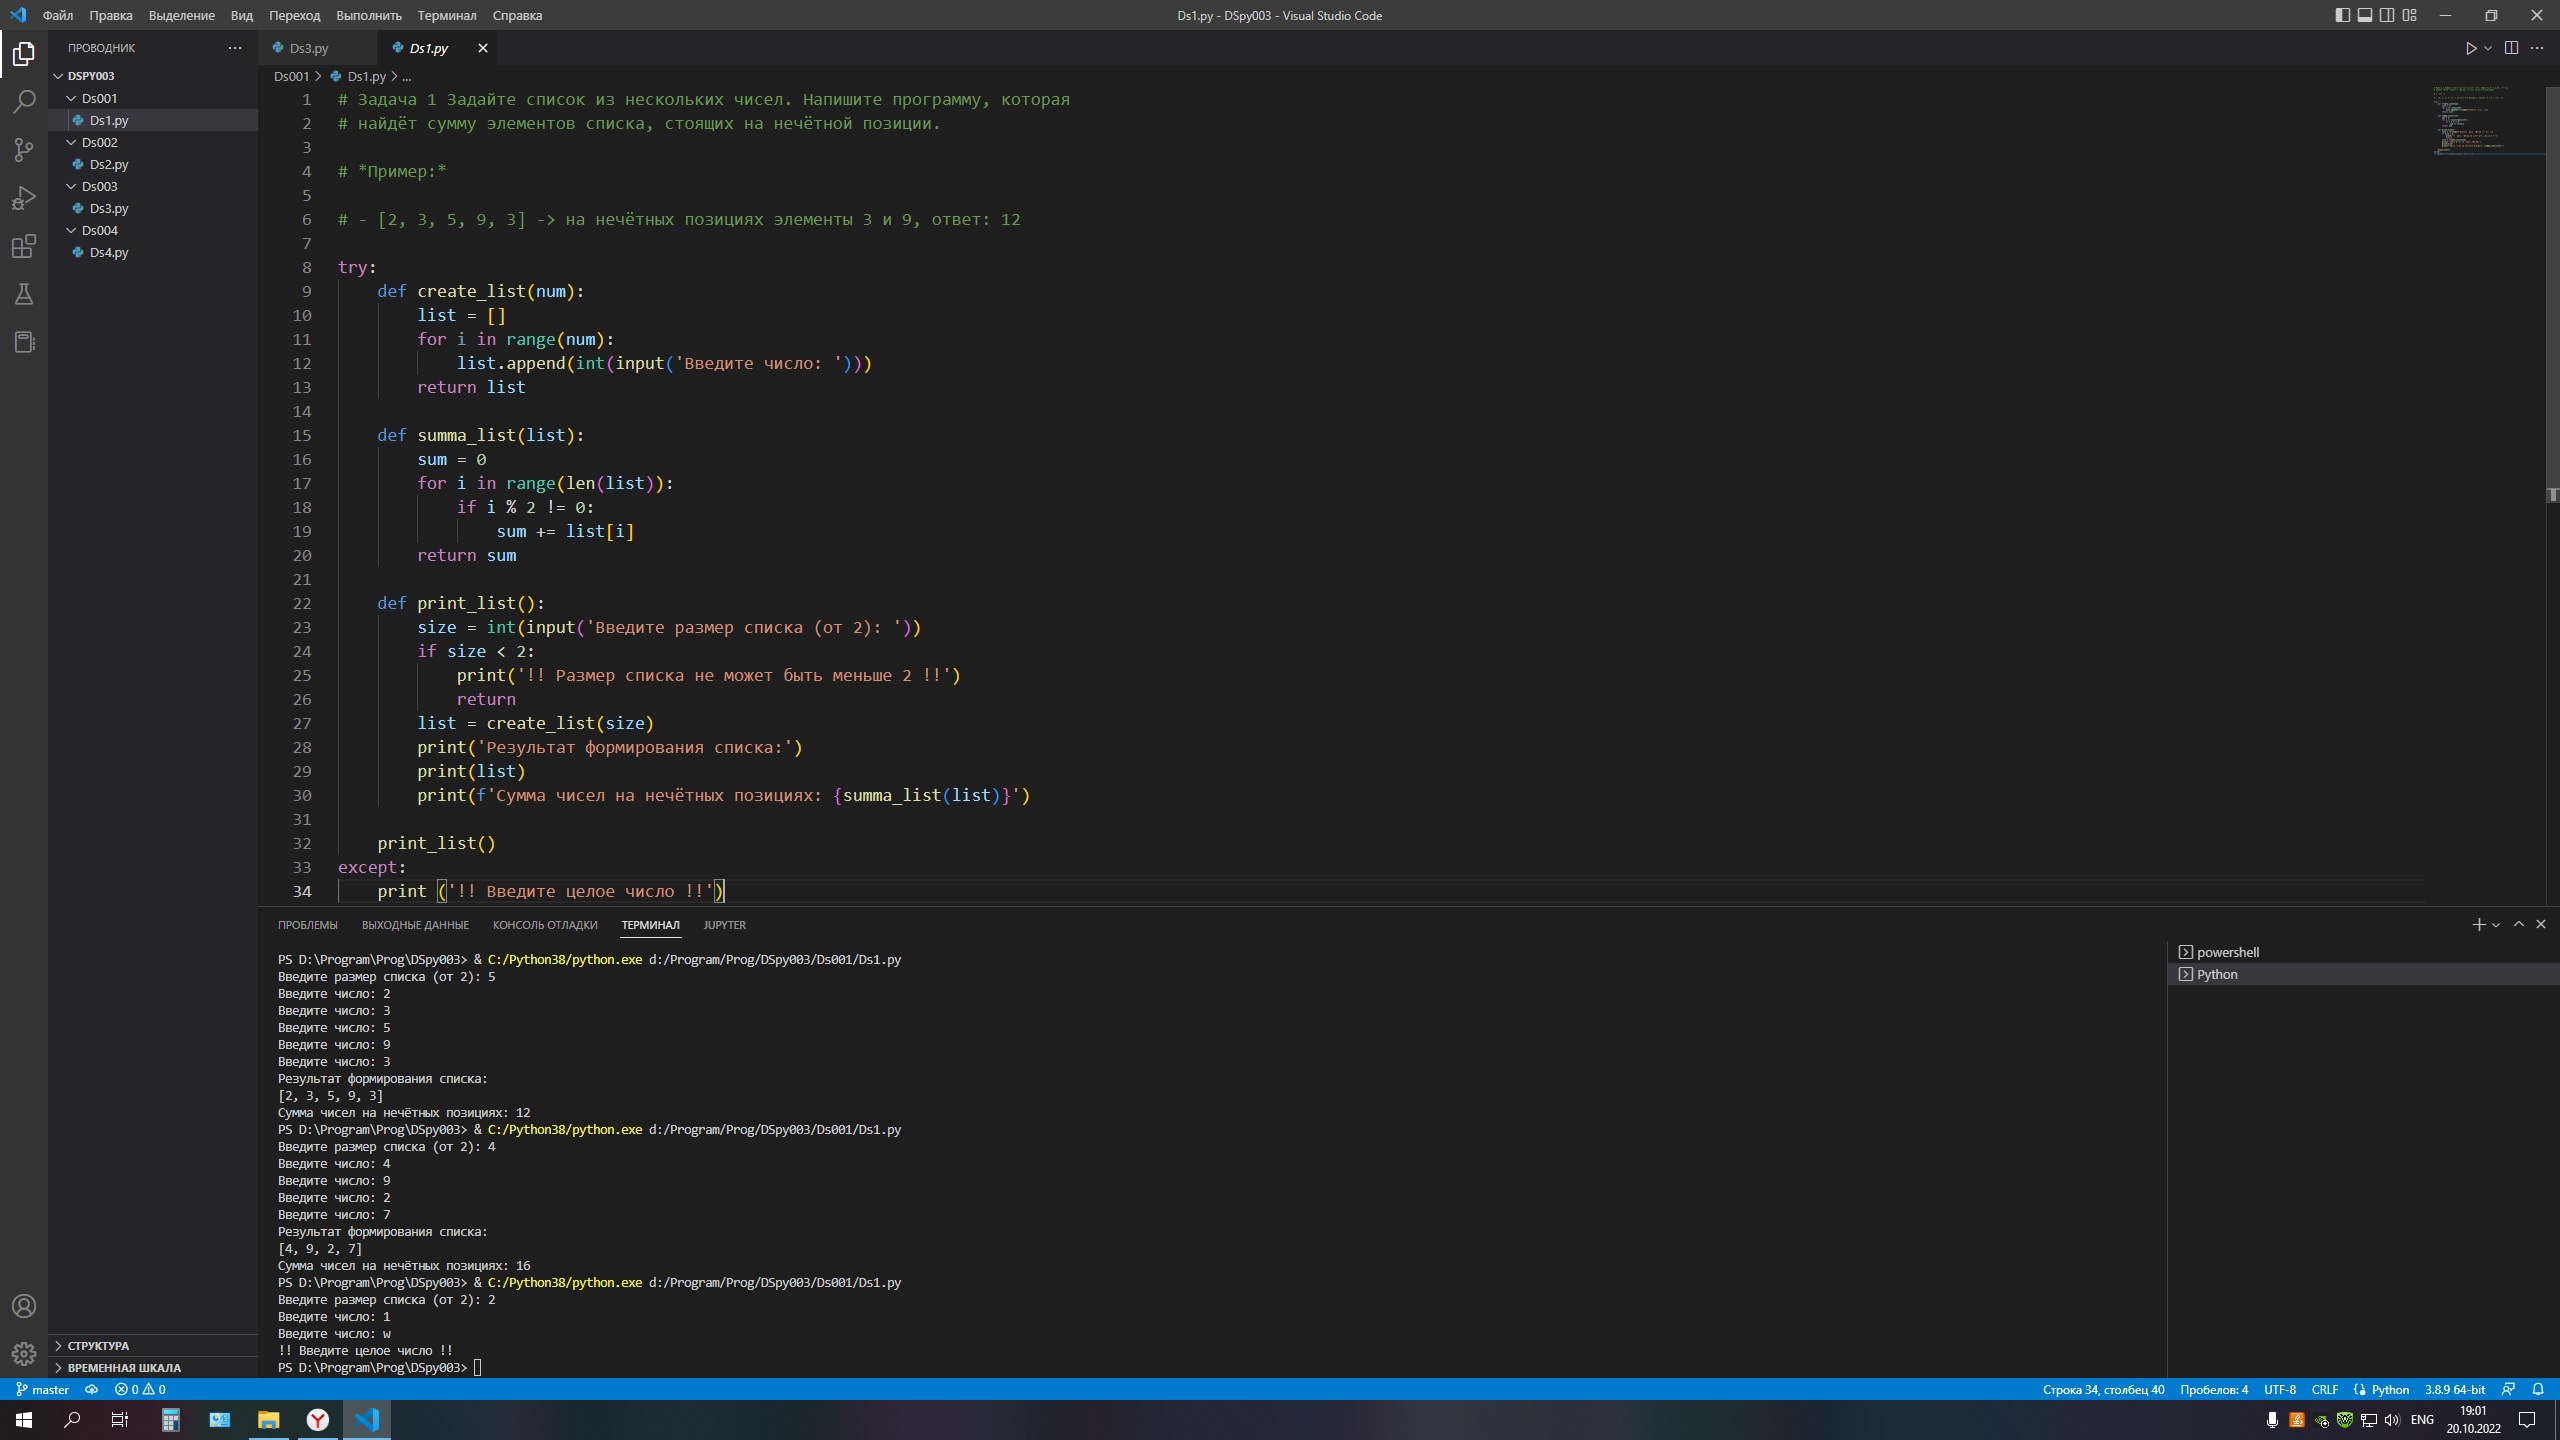 Файл Правка Выделение Вид Переход Выполнить Терминал Справка
Ds1.py - DSpy003 - Visual Studio Code
ПРОВОДНИК
DSPY003
Ds001
Ds1.py
Ds002
Ds2.py
Ds003
Ds3.py
Ds004
Ds4.py
СТРУКТУРА
ВРЕМЕННАЯ ШКАЛА
Ds3.py Ds1.py
Ds001 > Ds1.py > ...
1 # Задача 1 Задайте список из нескольких чисел. Напишите программу, которая
2 # найдёт сумму элементов списка, стоящих на нечётной позиции.
3
4 # *Пример:*
5
6 # - [2, 3, 5, 9, 3] -> на нечётных позициях элементы 3 и 9, ответ: 12
7
8 try:
9     def create_list(num):
10         list = []
11         for i in range(num):
12             list.append(int(input('Введите число: ')))
13         return list
14
15     def summa_list(list):
16         sum = 0
17         for i in range(len(list)):
18             if i % 2 != 0:
19                 sum += list[i]
20         return sum
21
22     def print_list():
23         size = int(input('Введите размер списка (от 2): '))
24         if size < 2:
25             print('!! Размер списка не может быть меньше 2 !!')
26             return
27         list = create_list(size)
28         print('Результат формирования списка:')
29         print(list)
30         print(f'Сумма чисел на нечётных позициях: {summa_list(list)}')
31
32     print_list()
33 except:
34     print ('!! Введите целое число !!')
ПРОБЛЕМЫ ВЫХОДНЫЕ ДАННЫЕ КОНСОЛЬ ОТЛАДКИ ТЕРМИНАЛ JUPYTER
PS D:\Program\Prog\DSpy003> & C:/Python38/python.exe d:/Program/Prog/DSpy003/Ds001/Ds1.py
Введите размер списка (от 2): 5
Введите число: 2
Введите число: 3
Введите число: 5
Введите число: 9
Введите число: 3
Результат формирования списка:
[2, 3, 5, 9, 3]
Сумма чисел на нечётных позициях: 12
PS D:\Program\Prog\DSpy003> & C:/Python38/python.exe d:/Program/Prog/DSpy003/Ds001/Ds1.py
Введите размер списка (от 2): 4
Введите число: 4
Введите число: 9
Введите число: 2
Введите число: 7
Результат формирования списка:
[4, 9, 2, 7]
Сумма чисел на нечётных позициях: 16
PS D:\Program\Prog\DSpy003> & C:/Python38/python.exe d:/Program/Prog/DSpy003/Ds001/Ds1.py
Введите размер списка (от 2): 2
Введите число: 1
Введите число: w
!! Введите целое число !!
PS D:\Program\Prog\DSpy003>
powershell
Python
master 0 0
Строка 34, столбец 40 Пробелов: 4 UTF-8 CRLF Python 3.8.9 64-bit
ENG
19:01
20.10.2022